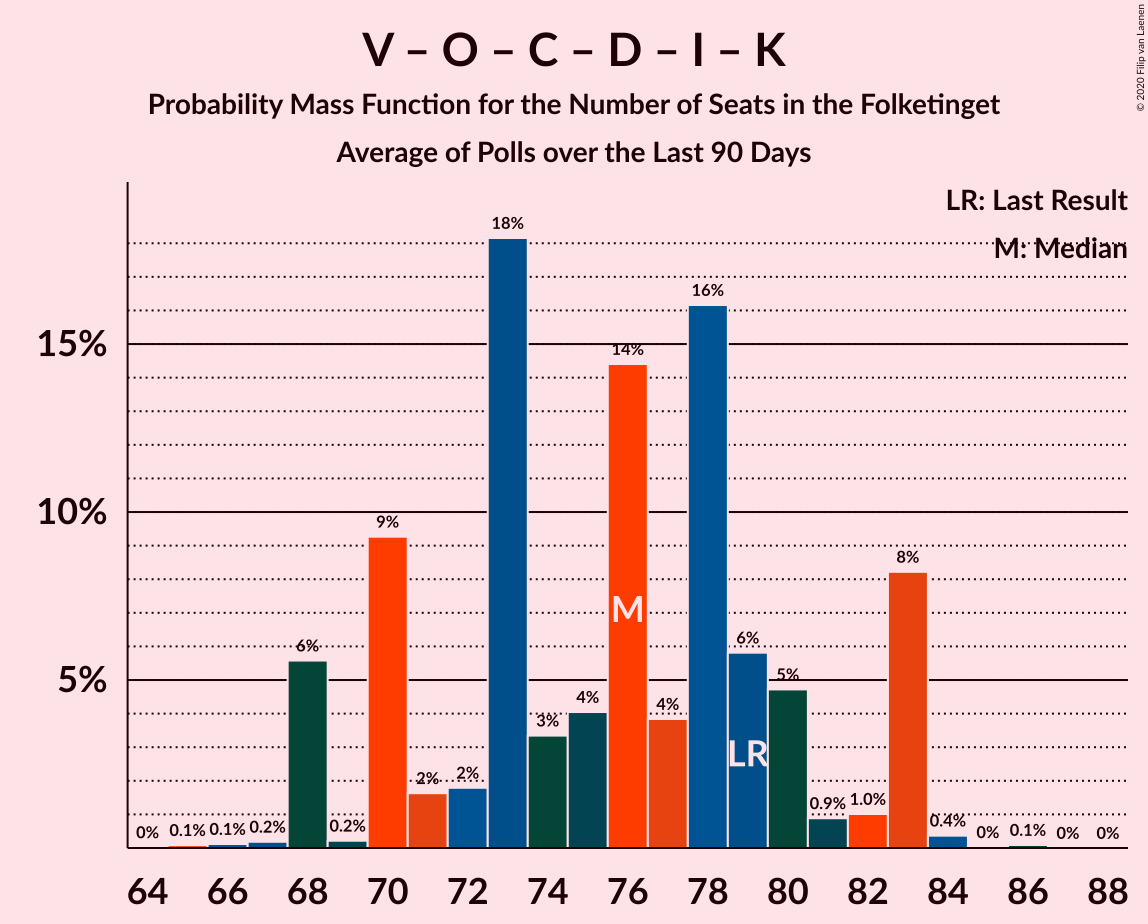 V – O – C – D – I – K
Probability Mass Function for the Number of Seats in the Folketinget
Average of Polls over the Last 90 Days
© 2020 Filip van Laenen
LR: Last Result
M: Median
15%
10%
5%
0% 0.1% 0.1% 0.2% 6% 0.2% 9% 2% 2% 18% 3% 4% 14% 4% 16% 6% 5% 0.9% 1.0% 8% 0.4% 0% 0.1% 0% 0%
M
LR
64 66 68 70 72 74 76 78 80 82 84 86 88